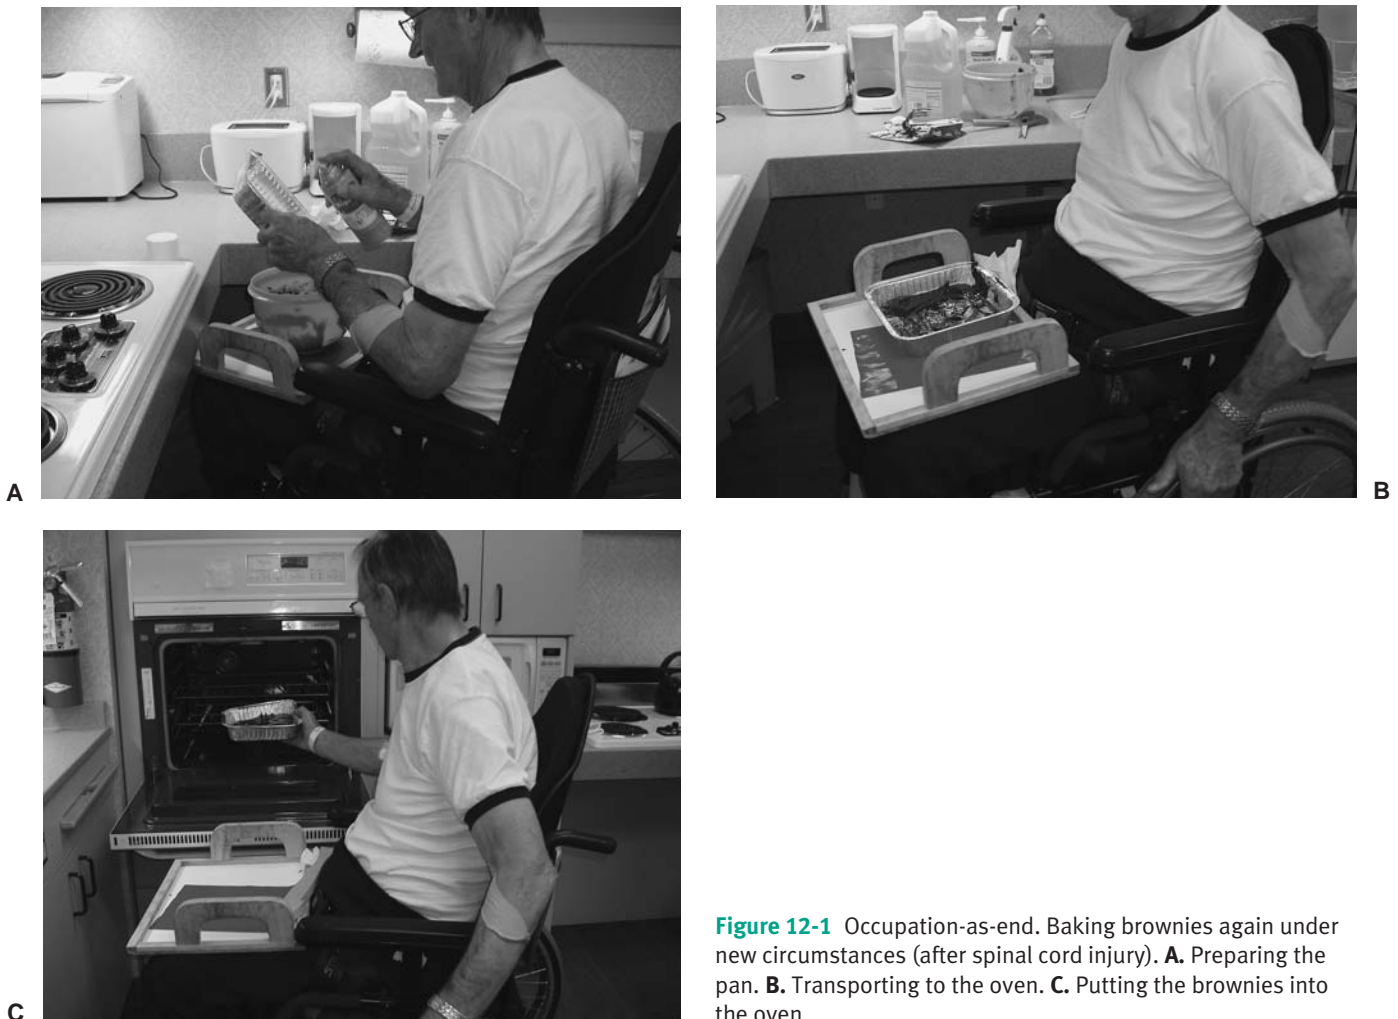 A
B
C
Figure 12-1 Occupation-as-end. Baking brownies again under
new circumstances (after spinal cord injury). A. Preparing the
pan. B. Transporting to the oven. C. Putting the brownies into
the oven